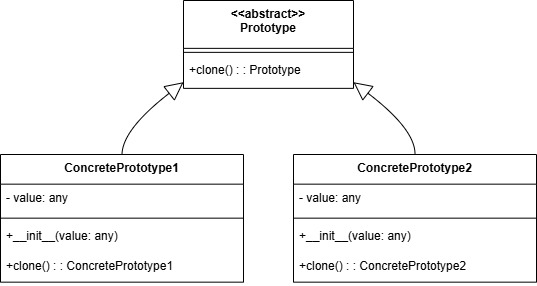 <<abstract>>
Prototype
+clone() : : Prototype
ConcretePrototype1
- value: any
+__init__(value: any)
+clone() : : ConcretePrototype1
ConcretePrototype2
- value: any
+__init__(value: any)
+clone() : : ConcretePrototype2